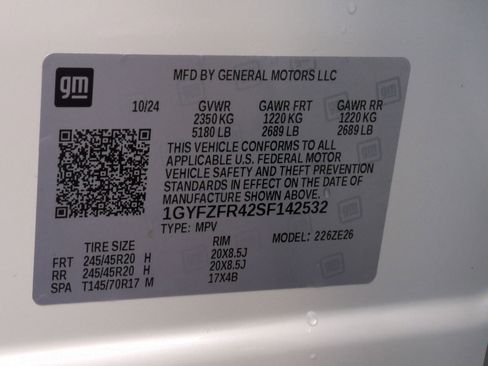 gm
MFD BY GENERAL MOTORS LLC
10/24 GVWR GAWR FRT GAWR RR
2350 KG 1220 KG 1220 KG
5180 LB 2689 LB 2689 LB
THIS VEHICLE CONFORMS TO ALL
APPLICABLE U.S. FEDERAL MOTOR
VEHICLE SAFETY AND THEFT PREVENTION
STANDARDS IN EFFECT ON THE DATE OF
MANUFACTURE SHOWN ABOVE.
1GYFZFR42SF142532
TYPE: MPV MODEL: 226ZE26
TIRE SIZE RIM
FRT 245/45R20 H 20X8.5J
RR 245/45R20 H 20X8.5J
SPA T145/70R17 M 17X4B